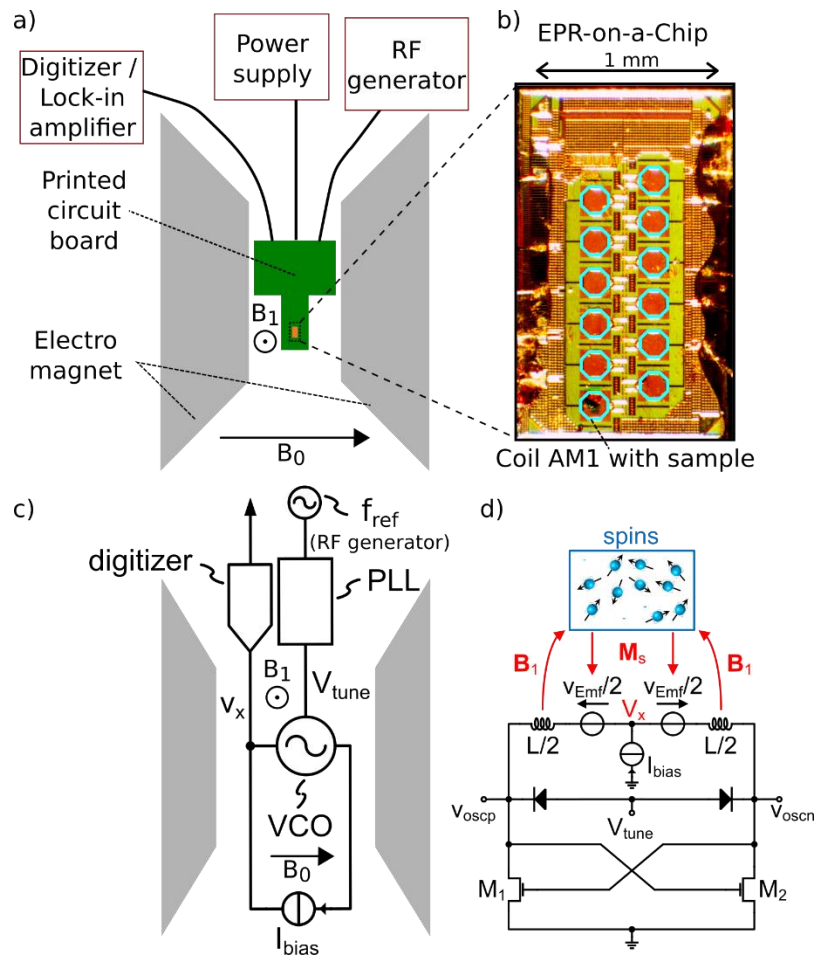 a)
Digitizer /
Lock-in
amplifier
Power
supply
RF
generator
Printed
circuit
board
B1
Electro
magnet
B0
b)
EPR-on-a-Chip
1 mm
Coil AM1 with sample
c)
fref
(RF generator)
digitizer
PLL
B1
Vtune
vx
VCO
B0
Ibias
d)
spins
B1
Ms
B1
vEmf/2
vEmf/2
Vx
L/2
L/2
Ibias
voscp
voscn
Vtune
M1
M2